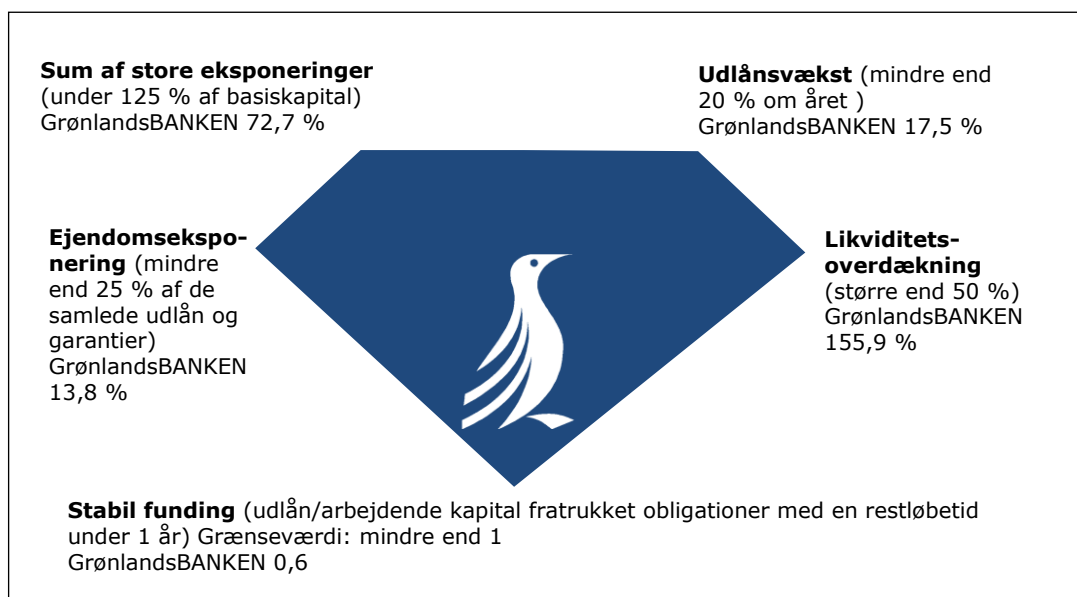 Sum af store eksponeringer
(under 125 % af basiskapital)
GrønlandsBANKEN 72,7 %
Udlånsvækst (mindre end
20 % om året )
GrønlandsBANKEN 17,5 %
Ejendomsekspo-
nering (mindre
end 25 % af de
samlede udlån og
garantier)
GrønlandsBANKEN
13,8 %
Likviditets-
overdækning
(større end 50 %)
GrønlandsBANKEN
155,9 %
Stabil funding (udlån/arbejdende kapital fratrukket obligationer med en restløbetid
under 1 år) Grænseværdi: mindre end 1
GrønlandsBANKEN 0,6